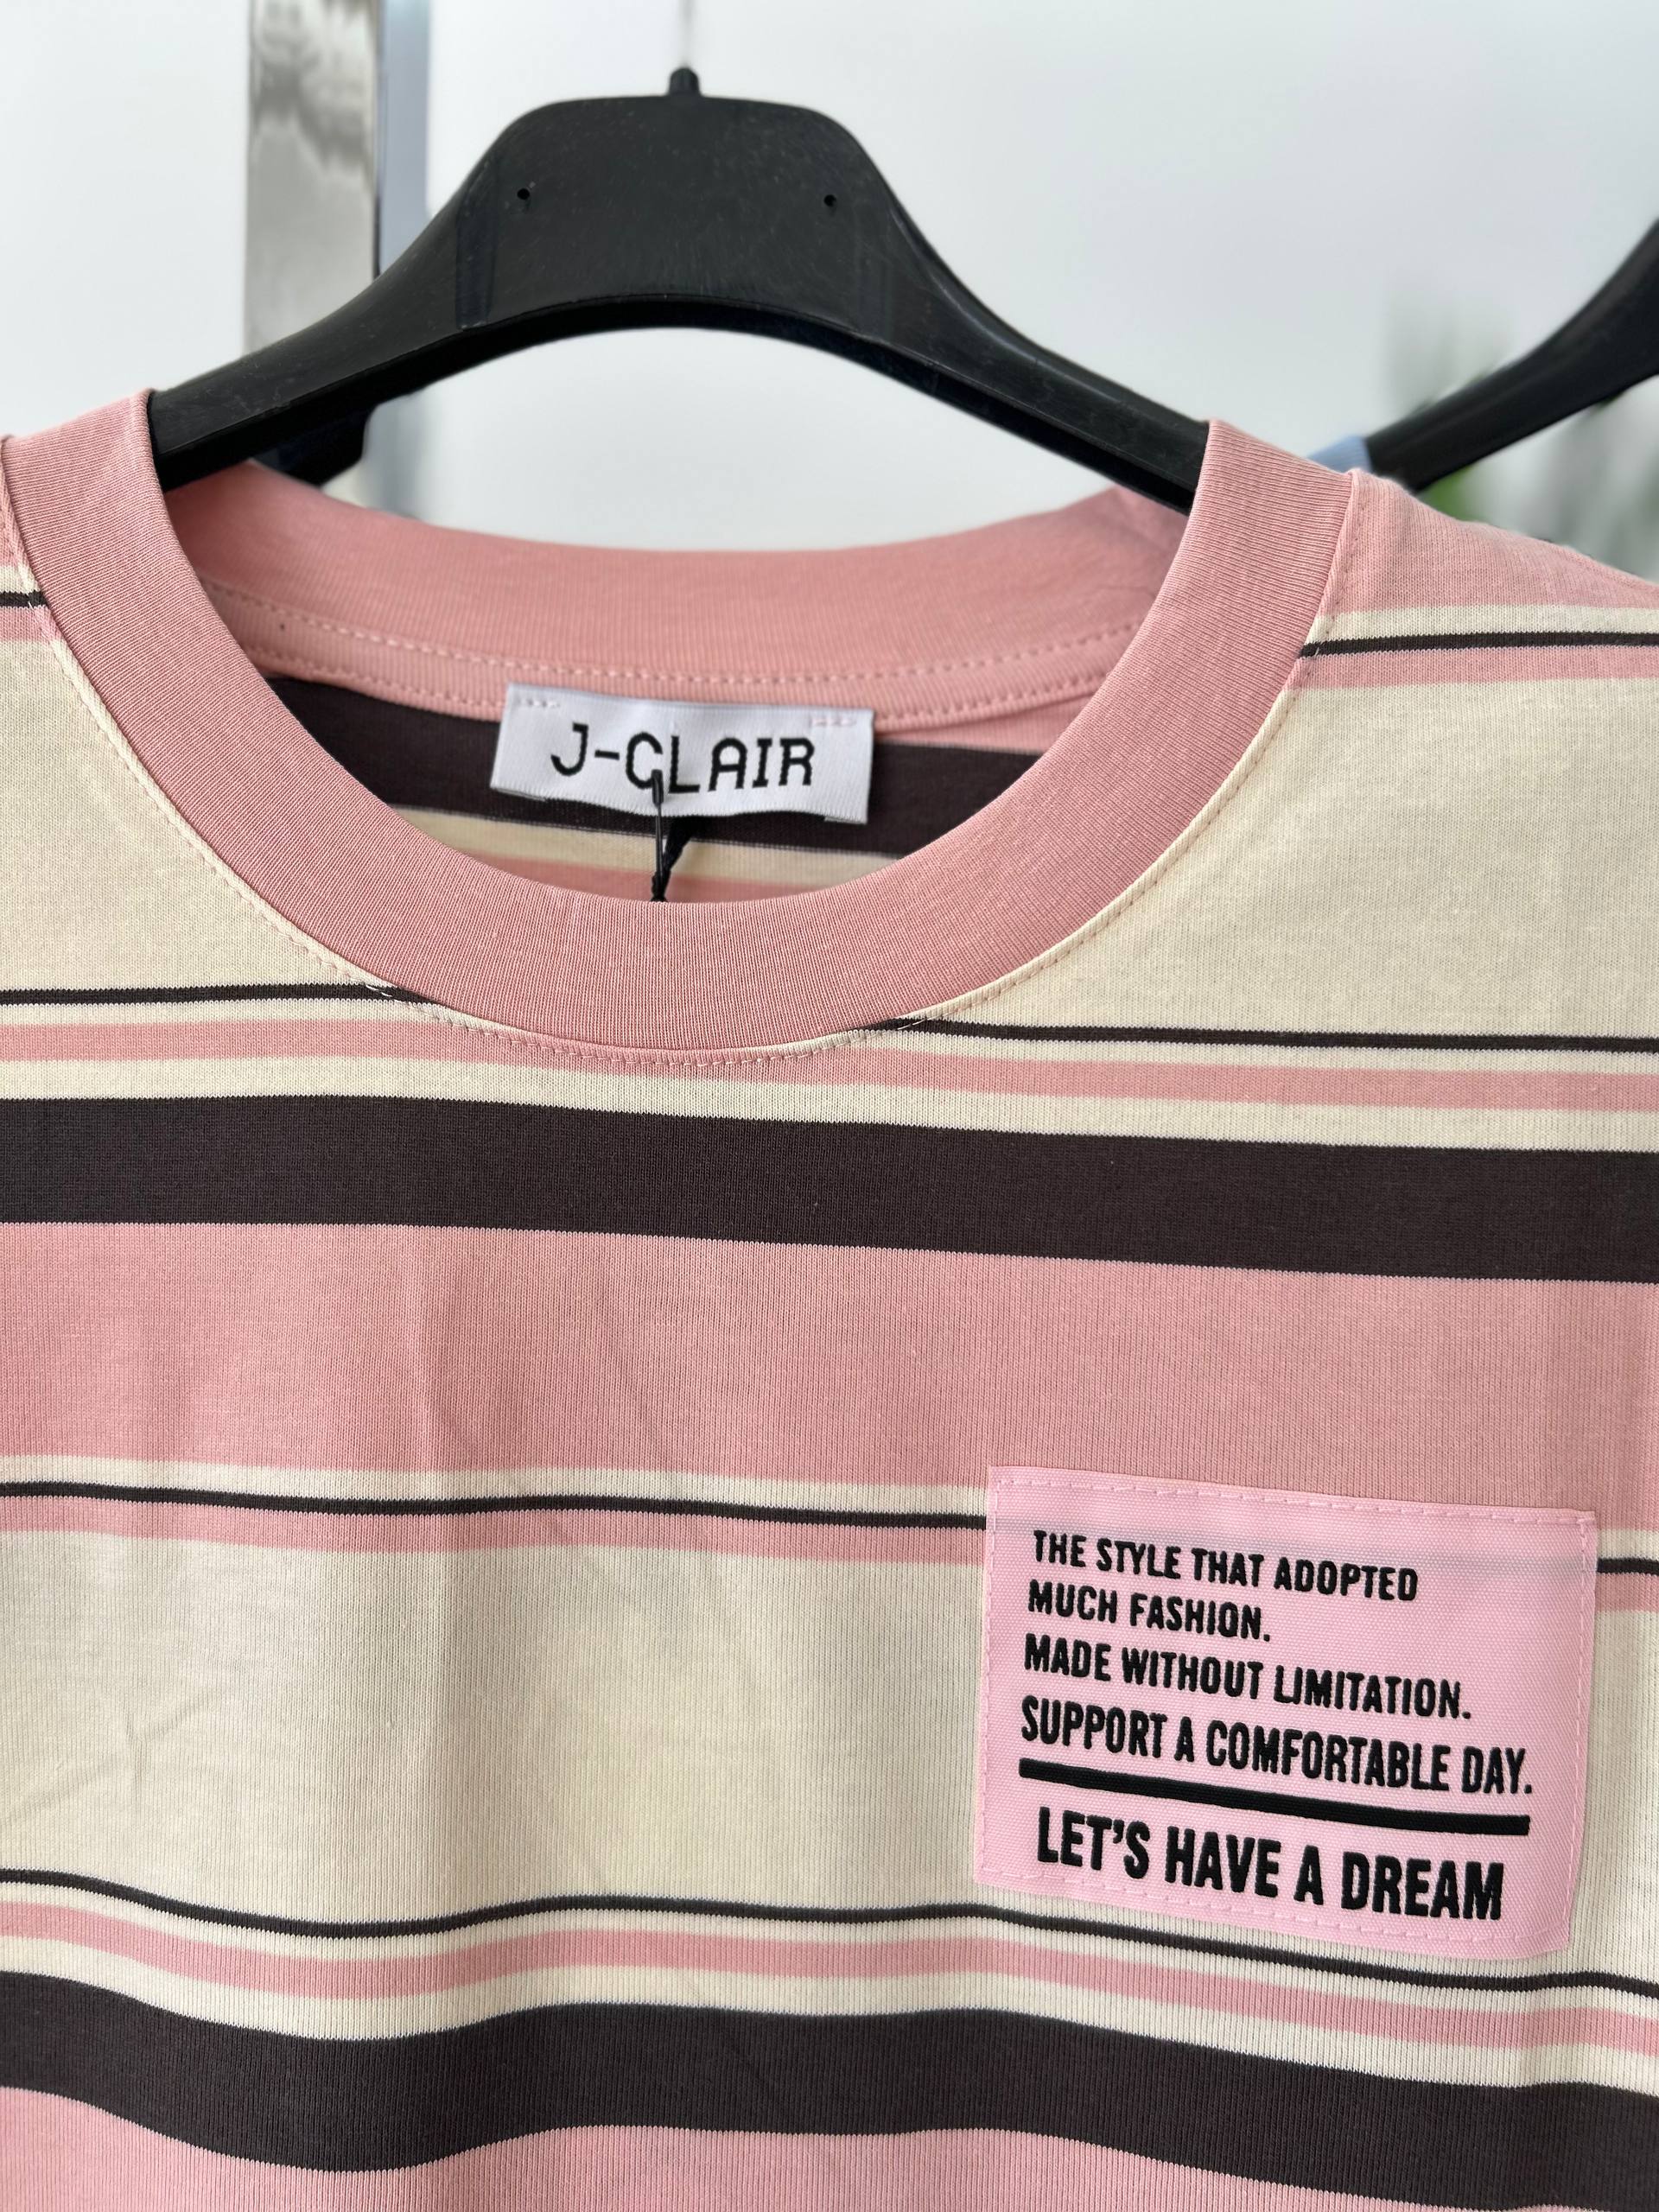 J-CLAIR
THE STYLE THAT ADOPTED
MUCH FASHION.
MADE WITHOUT LIMITATION.
SUPPORT A COMFORTABLE DAY.
LET'S HAVE A DREAM